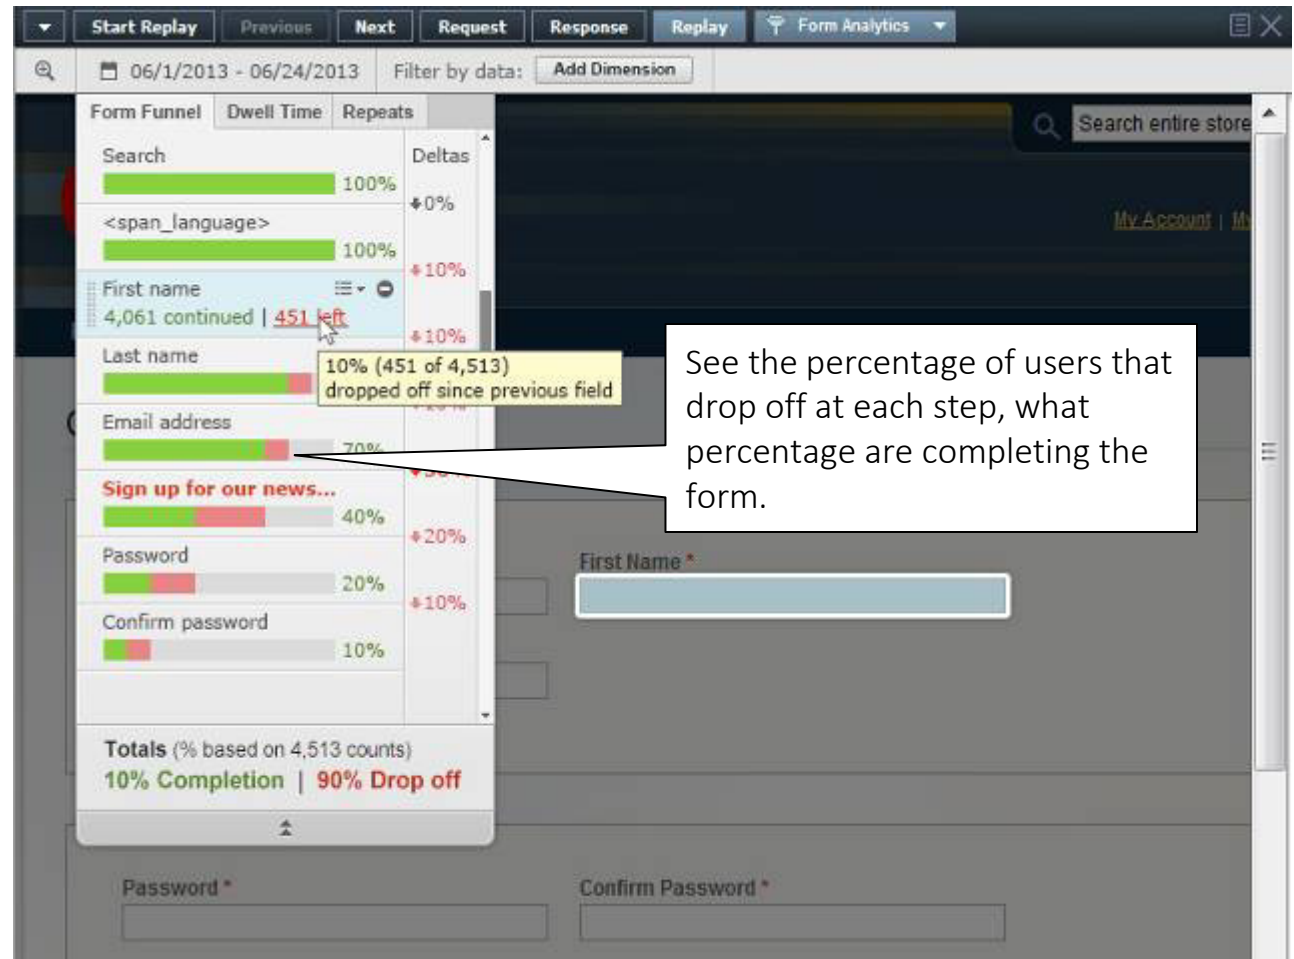 Start Replay Previous Next Request Response Replay Form Analytics
06/1/2013 - 06/24/2013 Filter by data: Add Dimension
Form Funnel Dwell Time Repeats
Search entire store
Search Deltas
100%
0%
<span_language>
My Account |
100%
10%
First name
4,061 continued | 451 left
10%
Last name
10% (451 of 4,513)
dropped off since previous field
See the percentage of users that
drop off at each step, what
percentage are completing the
form.
Email address
70%
Sign up for our news...
40%
20%
Password
First Name *
20%
10%
Confirm password
10%
Totals (% based on 4,513 counts)
10% Completion | 90% Drop off
Password * Confirm Password *